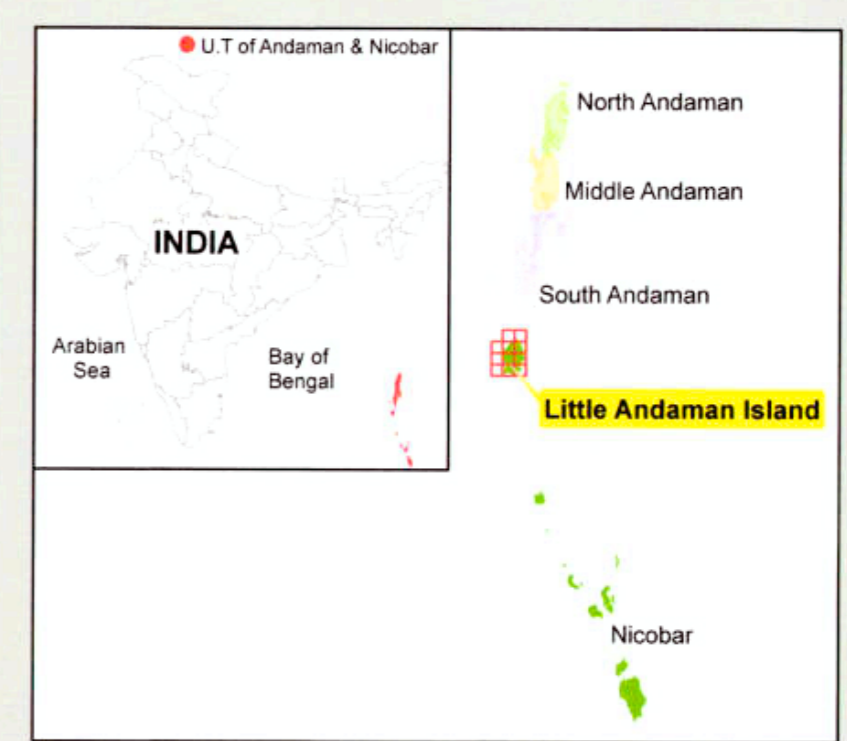 U.T of Andaman & Nicobar
INDIA
Arabian
Sea
Bay of
Bengal
North Andaman
Middle Andaman
South Andaman
Little Andaman Island
Nicobar